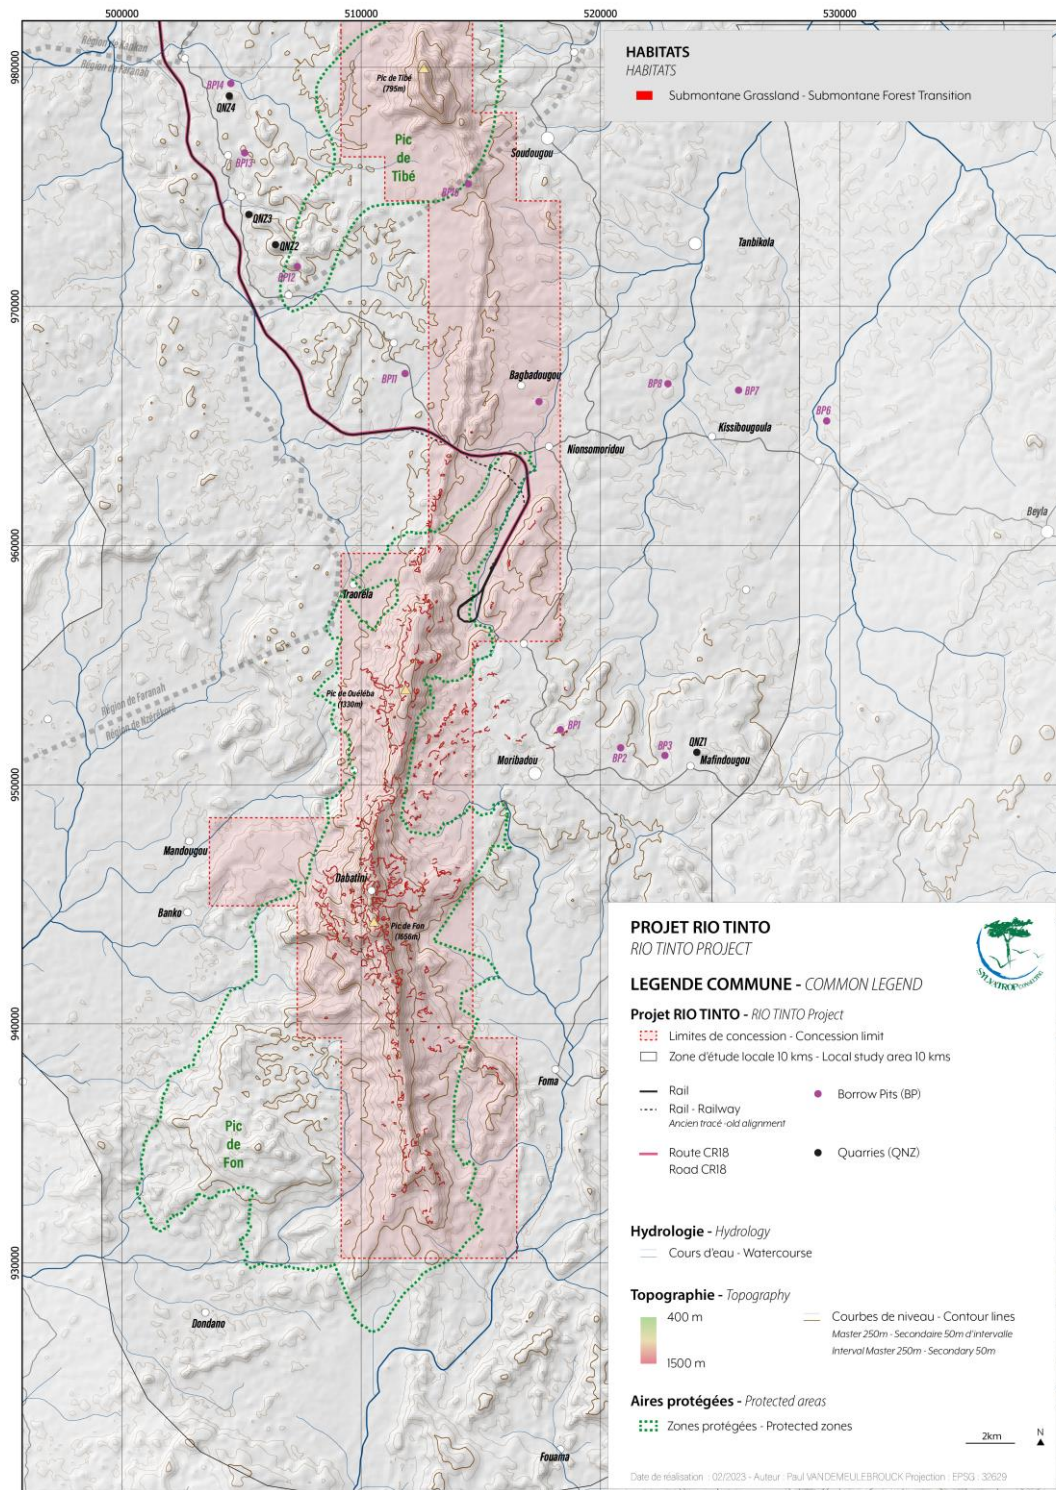 500000
510000
520000
530000
980000
970000
960000
950000
940000
930000
HABITATS
HABITATS
Submontane Grassland - Submontane Forest Transition
Région de Kankan
Région de Faranah
BP14
QNZ4
BP13
QNZ3
QNZ2
BP12
Pic de Tibé
(795m)
Pic
de
Tibé
Soudougou
Tanbikola
BP11
Bagbadougou
BP8
BP7
BP6
Kissibougoula
Nionsomoridou
Beyla
Traoréla
Pic de Ouéléba
(1330m)
Région de Faranah
Région de Nzérékoré
BP1
BP2
BP3
QNZ1
Mafindougou
Moribadou
Mandougou
Banko
Dabatini
Pic de Fon
(1656m)
Foma
Pic
de
Fon
Dondano
Fouama
PROJET RIO TINTO
RIO TINTO PROJECT
SYLVATROP CONSULTING
LEGENDE COMMUNE - COMMON LEGEND
Projet RIO TINTO - RIO TINTO Project
Limites de concession - Concession limit
Zone d'étude locale 10 kms - Local study area 10 kms
Rail
Borrow Pits (BP)
Rail - Railway
Ancien tracé -old alignment
Route CR18
Road CR18
Quarries (QNZ)
Hydrologie - Hydrology
Cours d'eau - Watercourse
Topographie - Topography
400 m
1500 m
Courbes de niveau - Contour lines
Master 250m - Secondaire 50m d'intervalle
Interval Master 250m - Secondary 50m
Aires protégées - Protected areas
Zones protégées - Protected zones
2km
N
Date de réalisation : 02/2023 - Auteur : Paul VANDEMEULEBROUCK Projection : EPSG : 32629